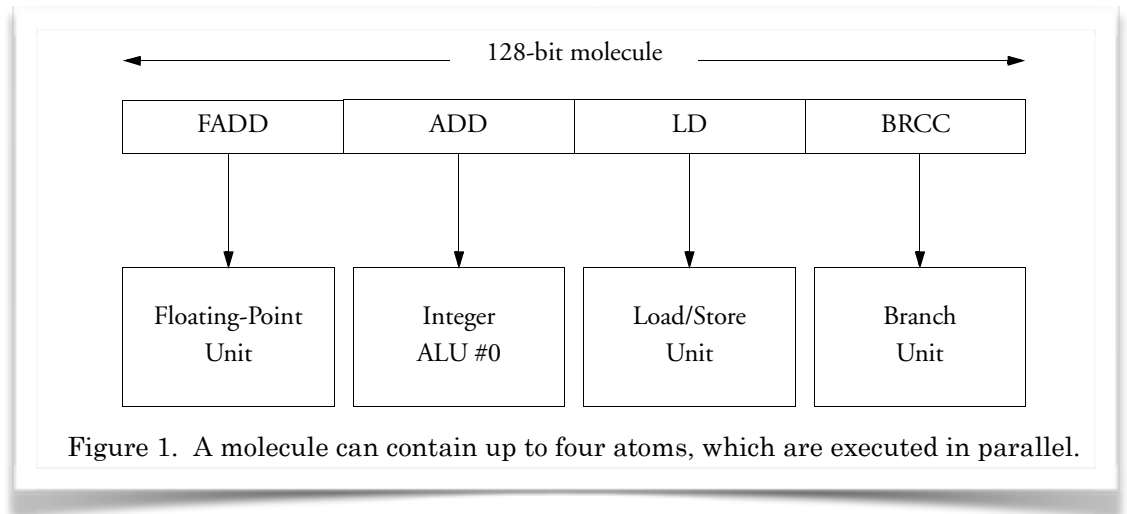 128-bit molecule
FADD ADD LD BRCC
Floating-Point Integer Load/Store Branch
Unit ALU #0 Unit Unit
Figure 1. A molecule can contain up to four atoms, which are executed in parallel.